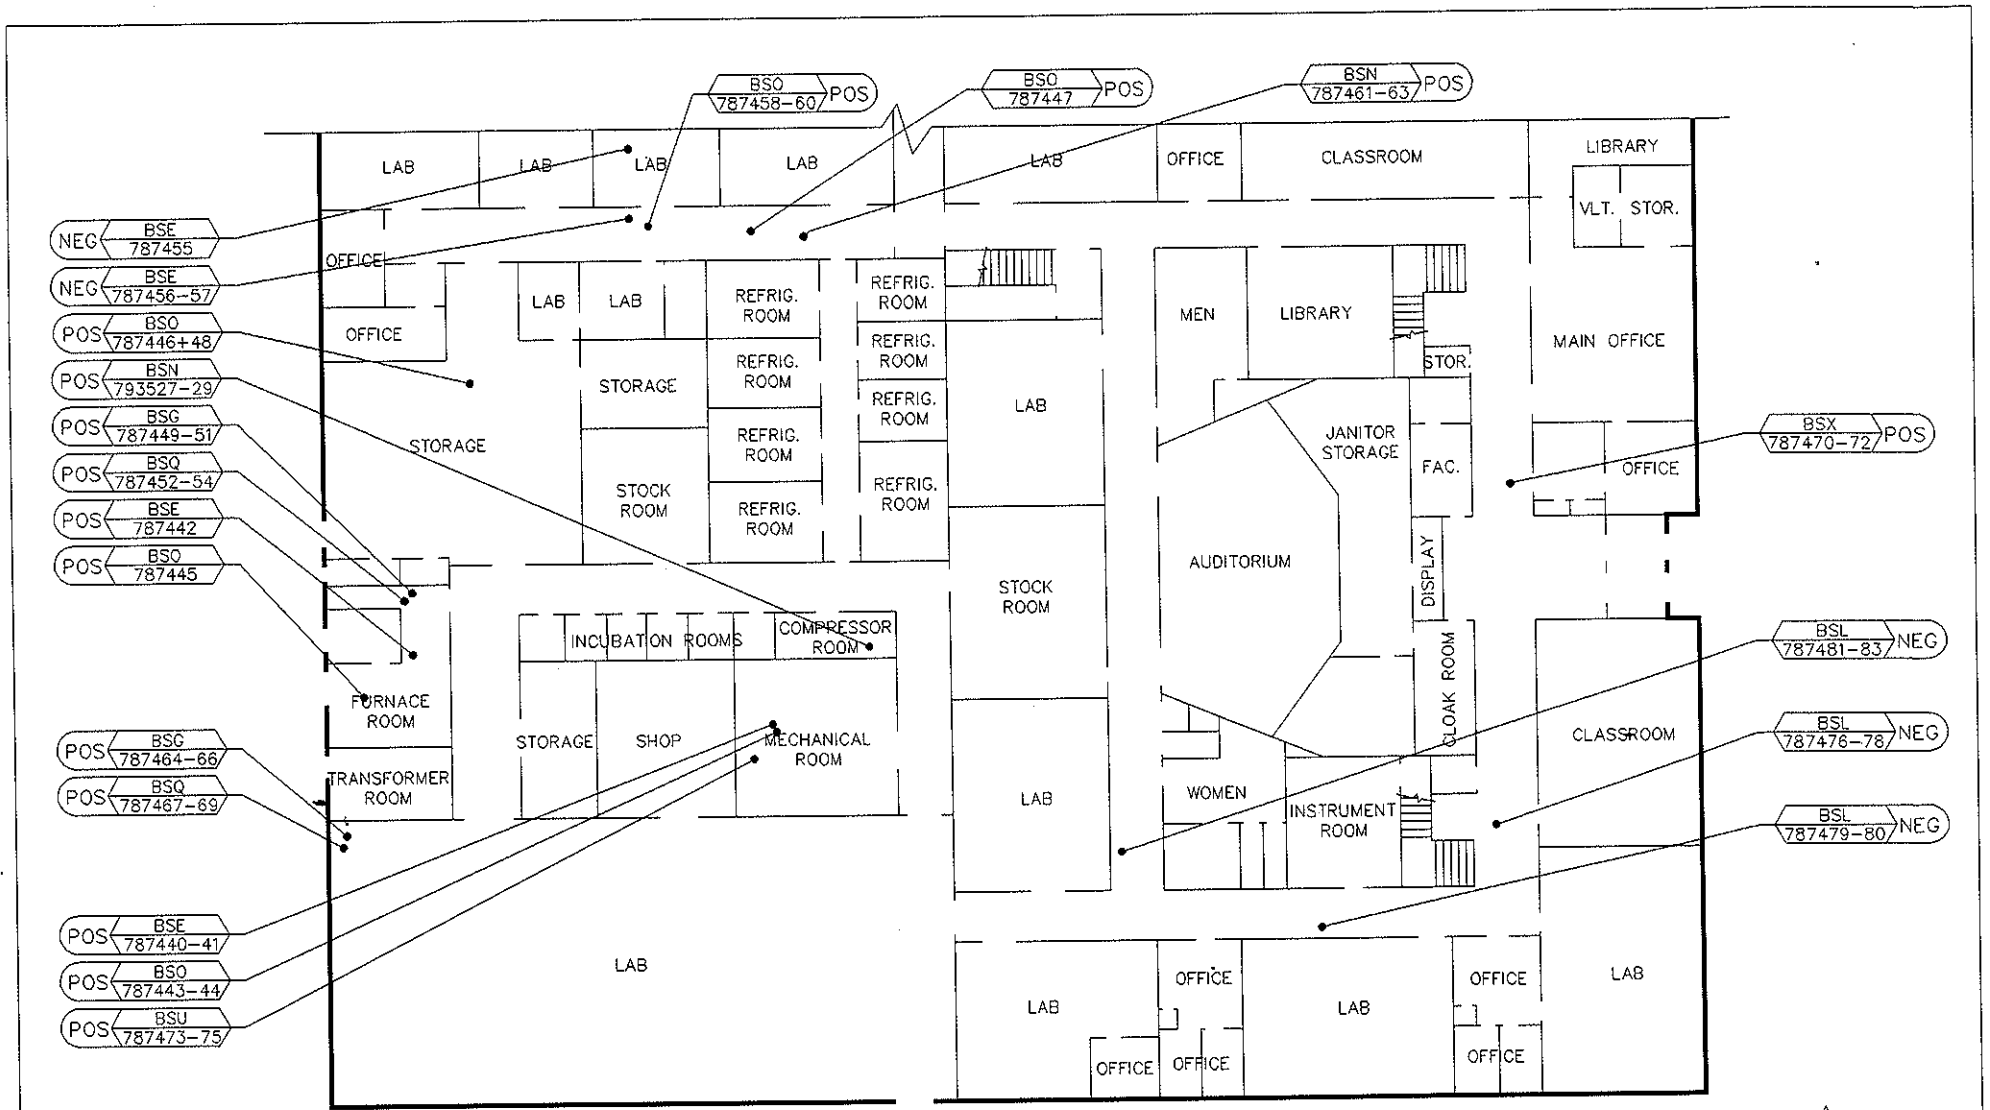 BSO
787458-60 POS
BSO
787447 POS
BSN
787461-63 POS
LAB
LAB
LAB
LAB
LAB
OFFICE
CLASSROOM
LIBRARY
VLT. STOR.
NEG BSE
787455
NEG BSE
787456-57
POS BSO
787446+48
POS BSN
793527-29
POS BSG
787449-51
POS BSQ
787452-54
POS BSE
787442
POS BSO
787445
OFFICE
OFFICE
STORAGE
LAB
LAB
REFRIG.
ROOM
REFRIG.
ROOM
STORAGE
REFRIG.
ROOM
REFRIG.
ROOM
REFRIG.
ROOM
REFRIG.
ROOM
STOCK
ROOM
REFRIG.
ROOM
REFRIG.
ROOM
LAB
MEN
LIBRARY
STOR.
MAIN OFFICE
JANITOR
STORAGE
FAC.
OFFICE
BSX
787470-72 POS
AUDITORIUM
DISPLAY
STOCK
ROOM
INCUBATION ROOMS
COMPRESSOR
ROOM
FURNACE
ROOM
STORAGE
SHOP
MECHANICAL
ROOM
TRANSFORMER
ROOM
CLOAK ROOM
CLASSROOM
BSL
787481-83 NEG
BSL
787476-78 NEG
BSL
787479-80 NEG
POS BSG
787464-66
POS BSQ
787467-69
LAB
WOMEN
INSTRUMENT
ROOM
POS BSE
787440-41
POS BSO
787443-44
POS BSU
787473-75
LAB
LAB
OFFICE
OFFICE
OFFICE
LAB
OFFICE
OFFICE
LAB